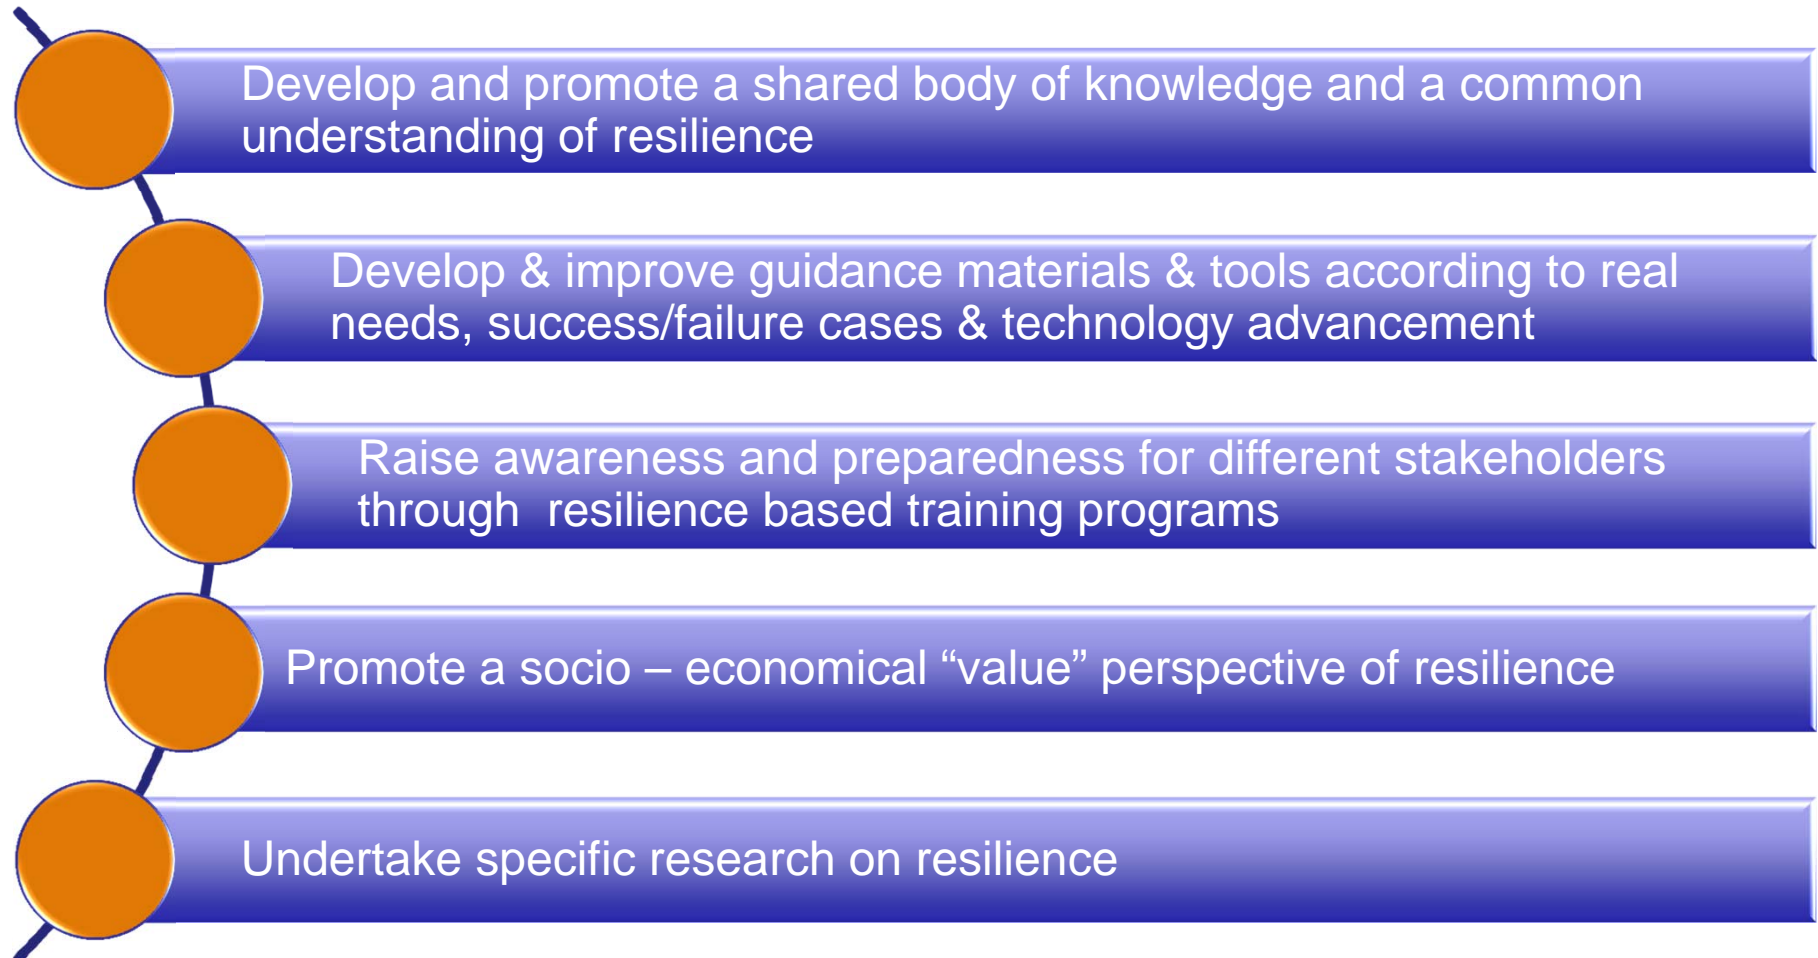 Develop and promote a shared body of knowledge and a common
understanding of resilience
Develop & improve guidance materials & tools according to real
needs, success/failure cases & technology advancement
Raise awareness and preparedness for different stakeholders
through  resilience based training programs
Promote a socio – economical “value” perspective of resilience
Undertake specific research on resilience